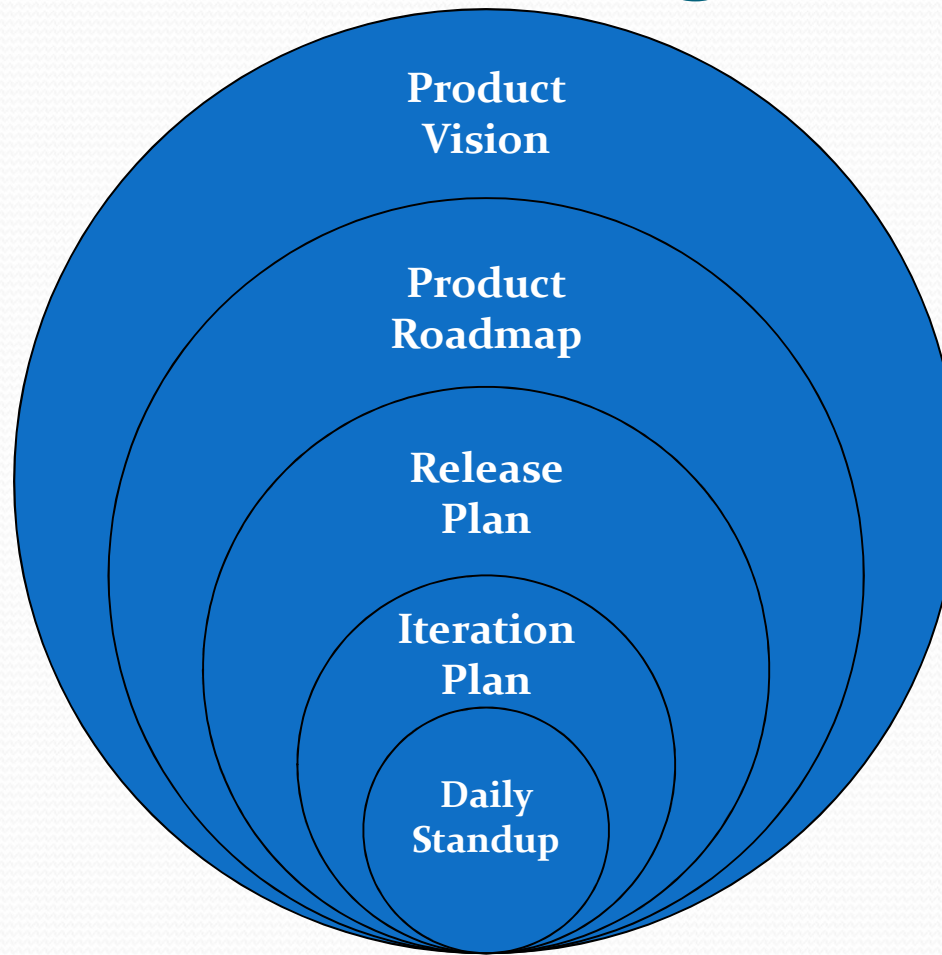 Product
Vision
Product
Roadmap
Release
Plan
Iteration
Plan
Daily
Standup